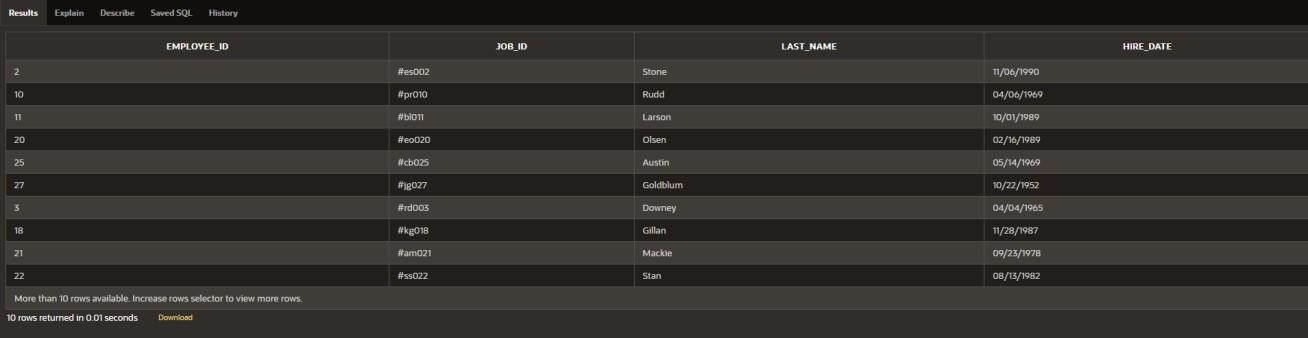 Results Explain Describe Saved SQL History
EMPLOYEE_ID JOB_ID LAST_NAME HIRE_DATE
2 #es002 Stone 11/06/1990
10 #pr010 Rudd 04/06/1969
11 #bl011 Larson 10/01/1989
20 #eo020 Olsen 02/16/1989
25 #cb025 Austin 05/14/1969
27 #jg027 Goldblum 10/22/1952
3 #rd003 Downey 04/04/1965
18 #kg018 Gillan 11/28/1987
21 #am021 Mackie 09/23/1978
22 #ss022 Stan 08/13/1982
More than 10 rows available. Increase rows selector to view more rows.
10 rows returned in 0.01 seconds Download